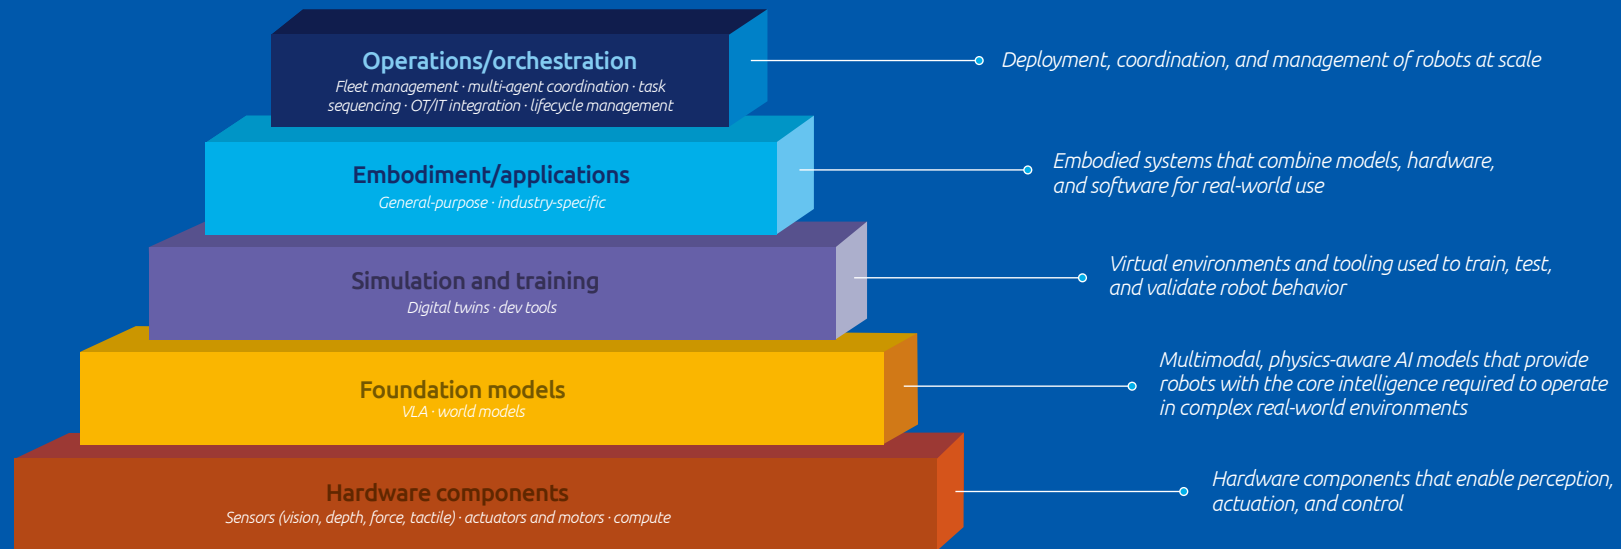 Operations/orchestration
Fleet management · multi-agent coordination · task
sequencing · OT/IT integration · lifecycle management
Deployment, coordination, and management of robots at scale
Embodiment/applications
General-purpose · industry-specific
Embodied systems that combine models, hardware,
and software for real-world use
Simulation and training
Digital twins · dev tools
Virtual environments and tooling used to train, test,
and validate robot behavior
Foundation models
VLA · world models
Multimodal, physics-aware AI models that provide
robots with the core intelligence required to operate
in complex real-world environments
Hardware components
Sensors (vision, depth, force, tactile) · actuators and motors · compute
Hardware components that enable perception,
actuation, and control